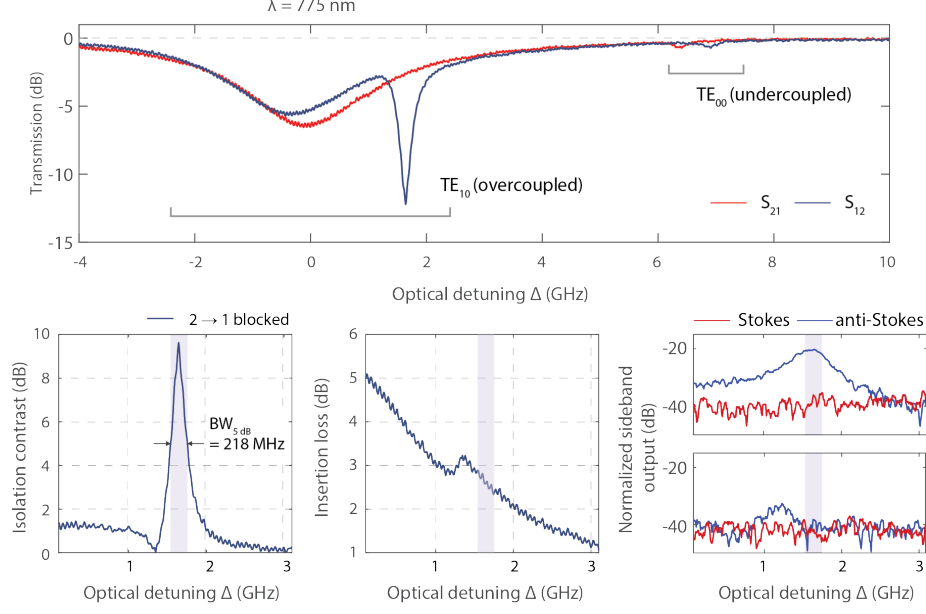 λ = 775 nm
0
-5
-10
-15
Transmission (dB)
TE₀₀ (undercoupled)
TE₁₀ (overcoupled)
S₂₁ S₁₂
-4 -2 0 2 4 6 8 10
Optical detuning Δ (GHz)
2 → 1 blocked
10
8
6
4
2
0
Isolation contrast (dB)
BW₅ dB
= 218 MHz
1 2 3
Optical detuning Δ (GHz)
6
5
4
3
2
1
Insertion loss (dB)
1 2 3
Optical detuning Δ (GHz)
Stokes anti-Stokes
-20
-40
-20
-40
Normalized sideband
output (dB)
1 2 3
Optical detuning Δ (GHz)